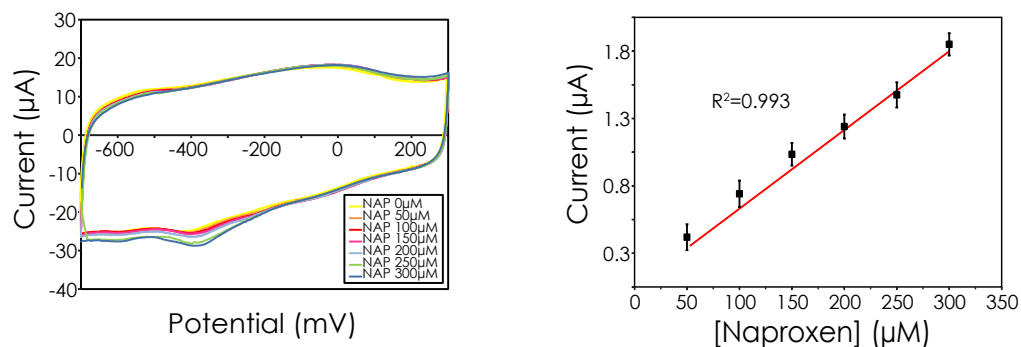 30
20
10
0
-10
-20
-30
-40
-600
-400
-200
0
200
Current (µA)
Potential (mV)
NAP 0µM
NAP 50µM
NAP 100µM
NAP 150µM
NAP 200µM
NAP 250µM
NAP 300µM
1.8
1.3
0.8
0.3
Current (µA)
R²=0.993
0
50
100
150
200
250
300
350
[Naproxen] (µM)